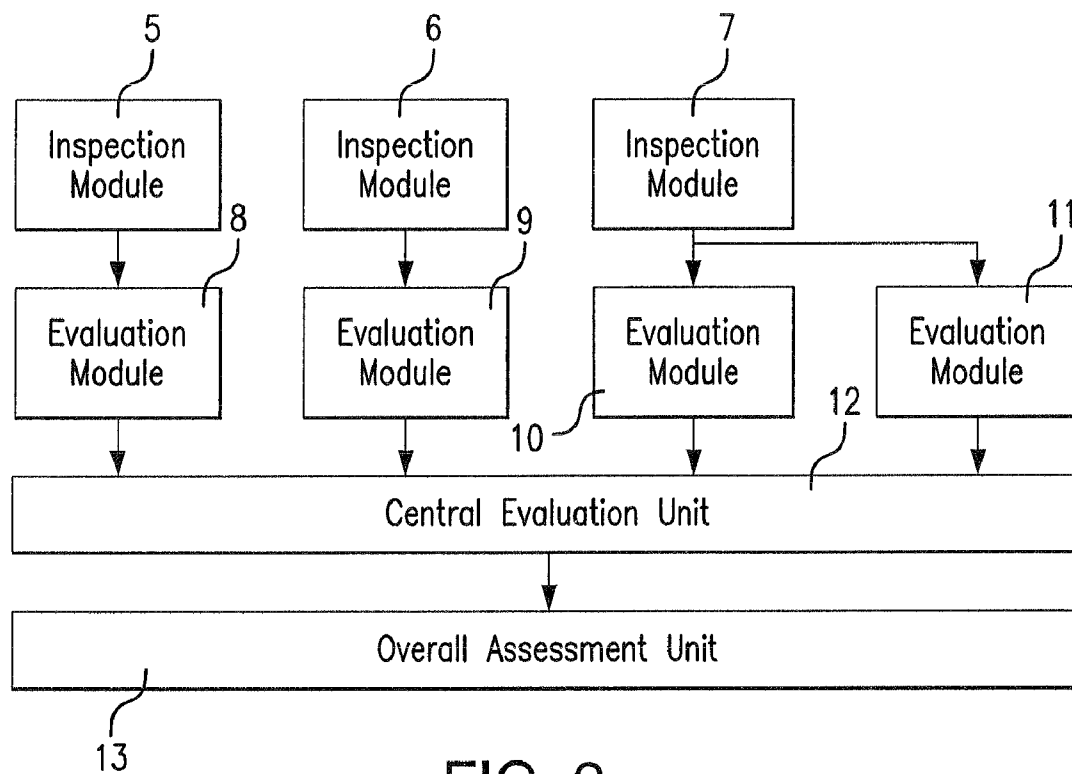 5
6
7
Inspection
Module
Inspection
Module
Inspection
Module
8
9
11
Evaluation
Module
Evaluation
Module
Evaluation
Module
Evaluation
Module
10
12
Central Evaluation Unit
Overall Assessment Unit
13
FIG.